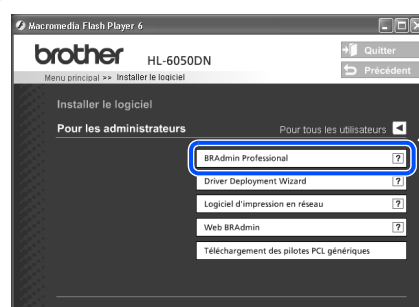 Macromedia Flash Player 6
brother HL-6050DN
Quitter
Précédent
Menu principal >> Installer le logiciel
Installer le logiciel
Pour les administrateurs
Pour tous les utilisateurs
BRAdmin Professional ?
Driver Deployment Wizard ?
Logiciel d'impression en réseau ?
Web BRAdmin ?
Téléchargement des pilotes PCL génériques